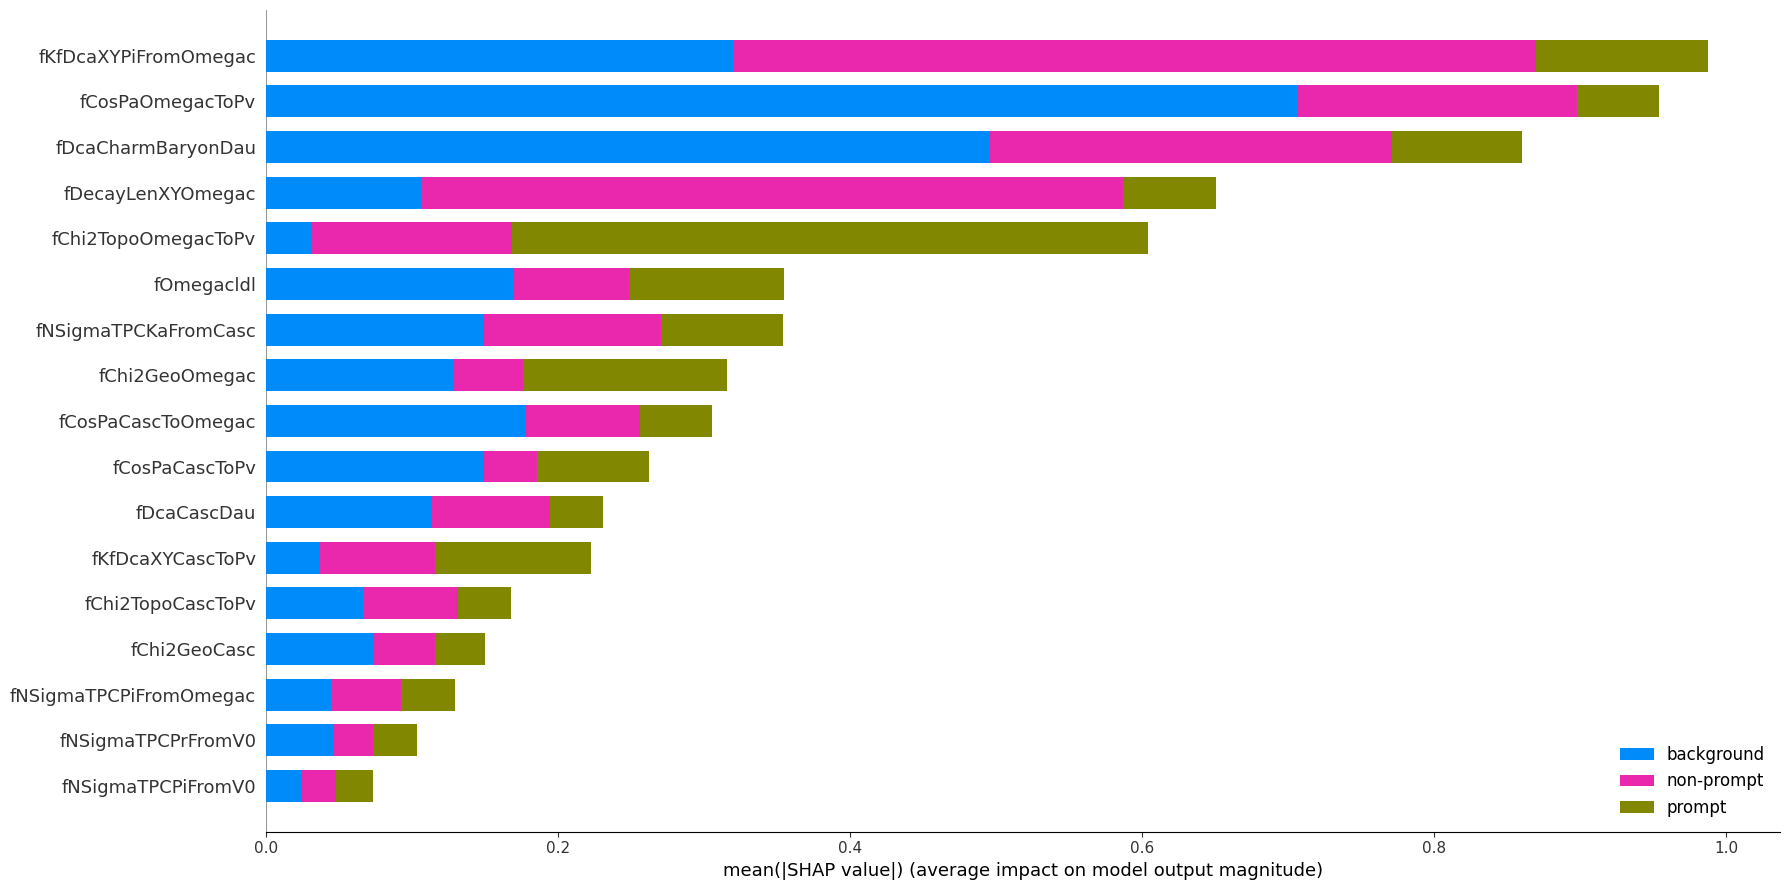 fKfDcaXYPiFromOmegac
fCosPaOmegacToPv
fDcaCharmBaryonDau
fDecayLenXYOmegac
fChi2TopoOmegacToPv
fOmegacldl
fNSigmaTPCKaFromCasc
fChi2GeoOmegac
fCosPaCascToOmegac
fCosPaCascToPv
fDcaCascDau
fKfDcaXYCascToPv
fChi2TopoCascToPv
fChi2GeoCasc
fNSigmaTPCPiFromOmegac
fNSigmaTPCPrFromV0
fNSigmaTPCPiFromV0
background
non-prompt
prompt
0.0 0.2 0.4 0.6 0.8 1.0
mean(|SHAP value|) (average impact on model output magnitude)